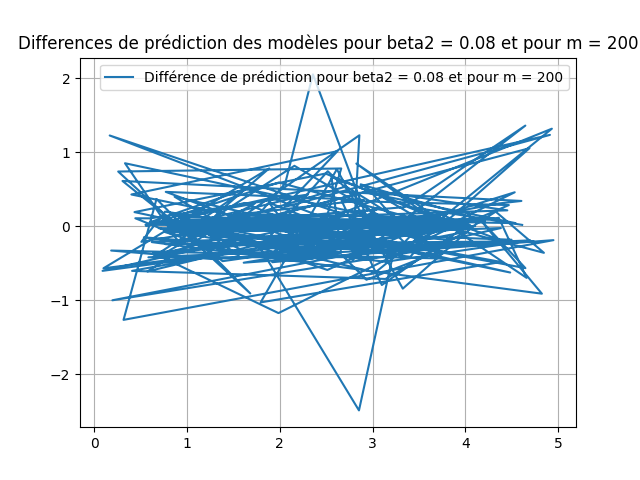 Differences de prédiction des modèles pour beta2 = 0.08 et pour m = 200
Différence de prédiction pour beta2 = 0.08 et pour m = 200
2
1
0
−1
−2
0 1 2 3 4 5